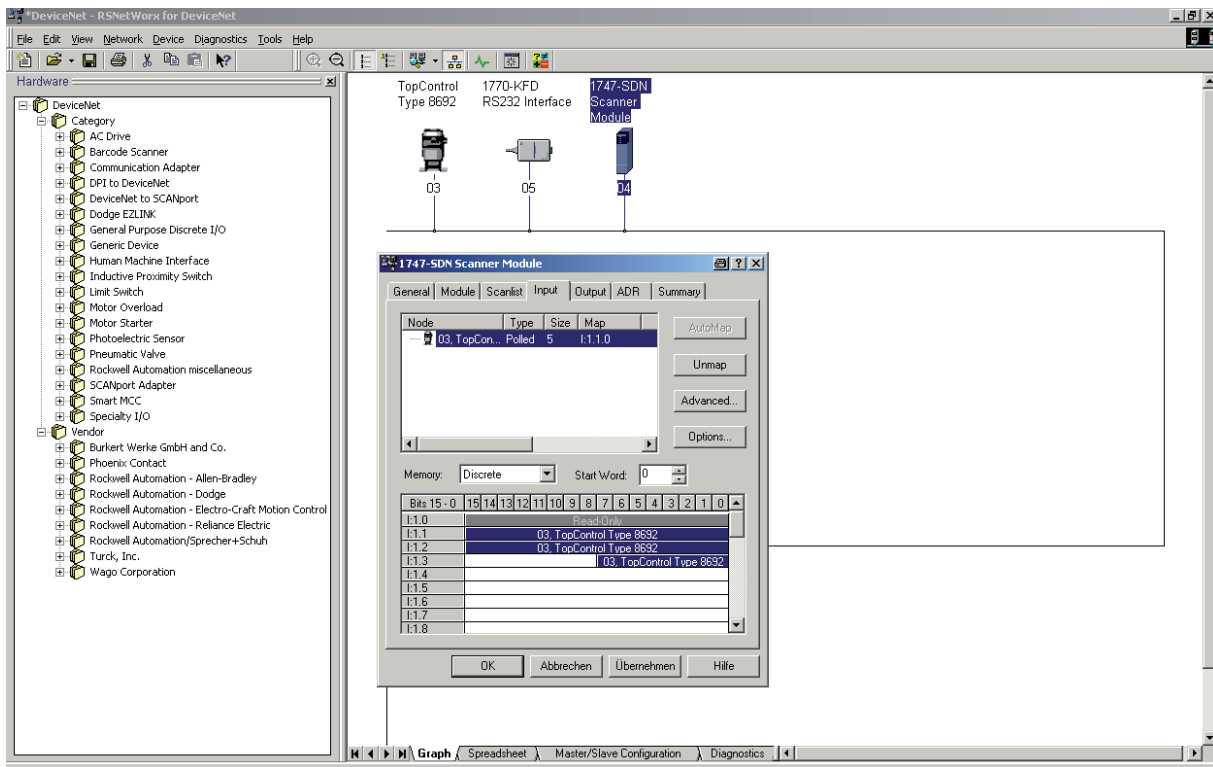 *DeviceNet - RSNetWorx for DeviceNet
File Edit View Network Device Diagnostics Tools Help
Hardware
DeviceNet
Category
AC Drive
Barcode Scanner
Communication Adapter
DPI to DeviceNet
DeviceNet to SCANport
Dodge EZLINK
General Purpose Discrete I/O
Generic Device
Human Machine Interface
Inductive Proximity Switch
Limit Switch
Motor Overload
Motor Starter
Photoelectric Sensor
Pneumatic Valve
Rockwell Automation miscellaneous
SCANport Adapter
Smart MCC
Specialty I/O
Vendor
Burkert Werke GmbH and Co.
Phoenix Contact
Rockwell Automation - Allen-Bradley
Rockwell Automation - Dodge
Rockwell Automation - Electro-Craft Motion Control
Rockwell Automation - Reliance Electric
Rockwell Automation/Sprecher+Schuh
Turck, Inc.
Wago Corporation
TopControl
Type 8692
03
1770-KFD
RS232 Interface
05
1747-SDN
Scanner
Module
04
1747-SDN Scanner Module
General Module Scanlist Input Output ADR Summary
Node Type Size Map
03, TopCon... Polled 5 I:1.1.0
AutoMap
Unmap
Advanced...
Options...
Memory: Discrete Start Word: 0
Bits 15 - 0 15 14 13 12 11 10 9 8 7 6 5 4 3 2 1 0
I:1.0 Read-Only
I:1.1 03, TopControl Type 8692
I:1.2 03, TopControl Type 8692
I:1.3 03, TopControl Type 8692
I:1.4
I:1.5
I:1.6
I:1.7
I:1.8
OK Abbrechen Übernehmen Hilfe
Graph Spreadsheet Master/Slave Configuration Diagnostics